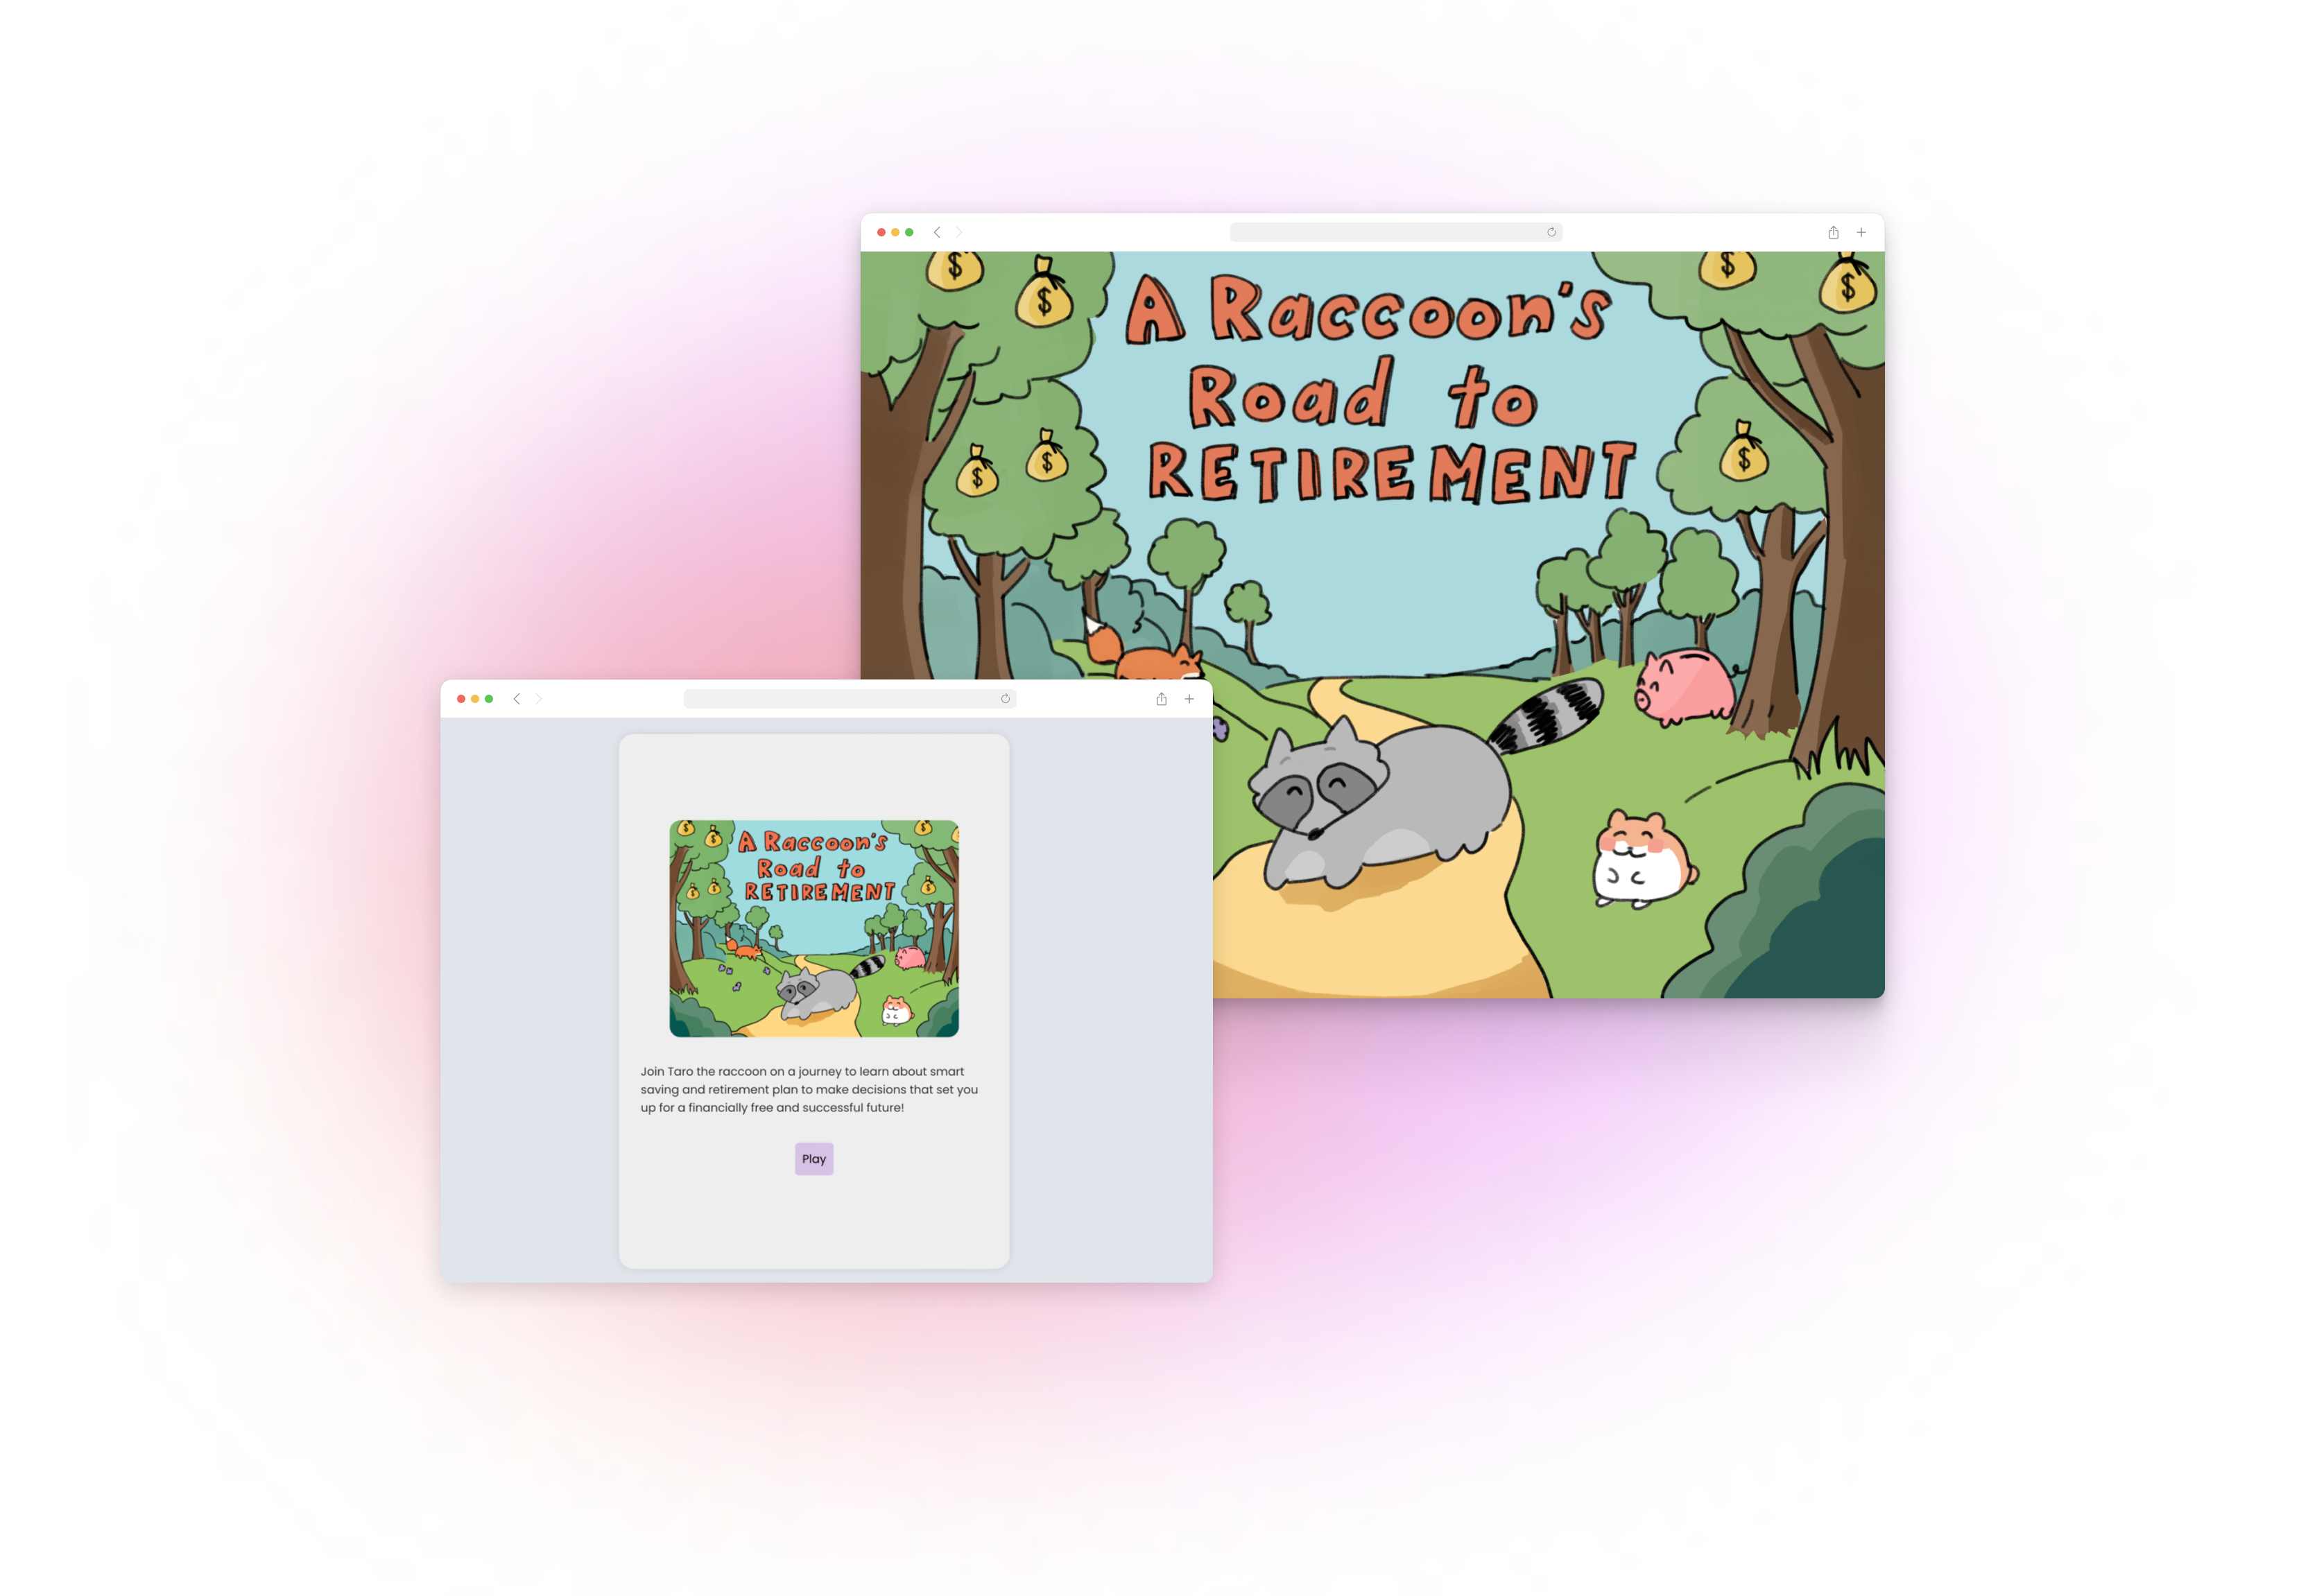 $ $ $ $
A Raccoon's
Road to
RETIREMENT
$ $ $
$ $ $ $
A Raccoon's
Road to
RETIREMENT
$ $ $
Join Taro the raccoon on a journey to learn about smart
saving and retirement plan to make decisions that set you
up for a financially free and successful future!
Play